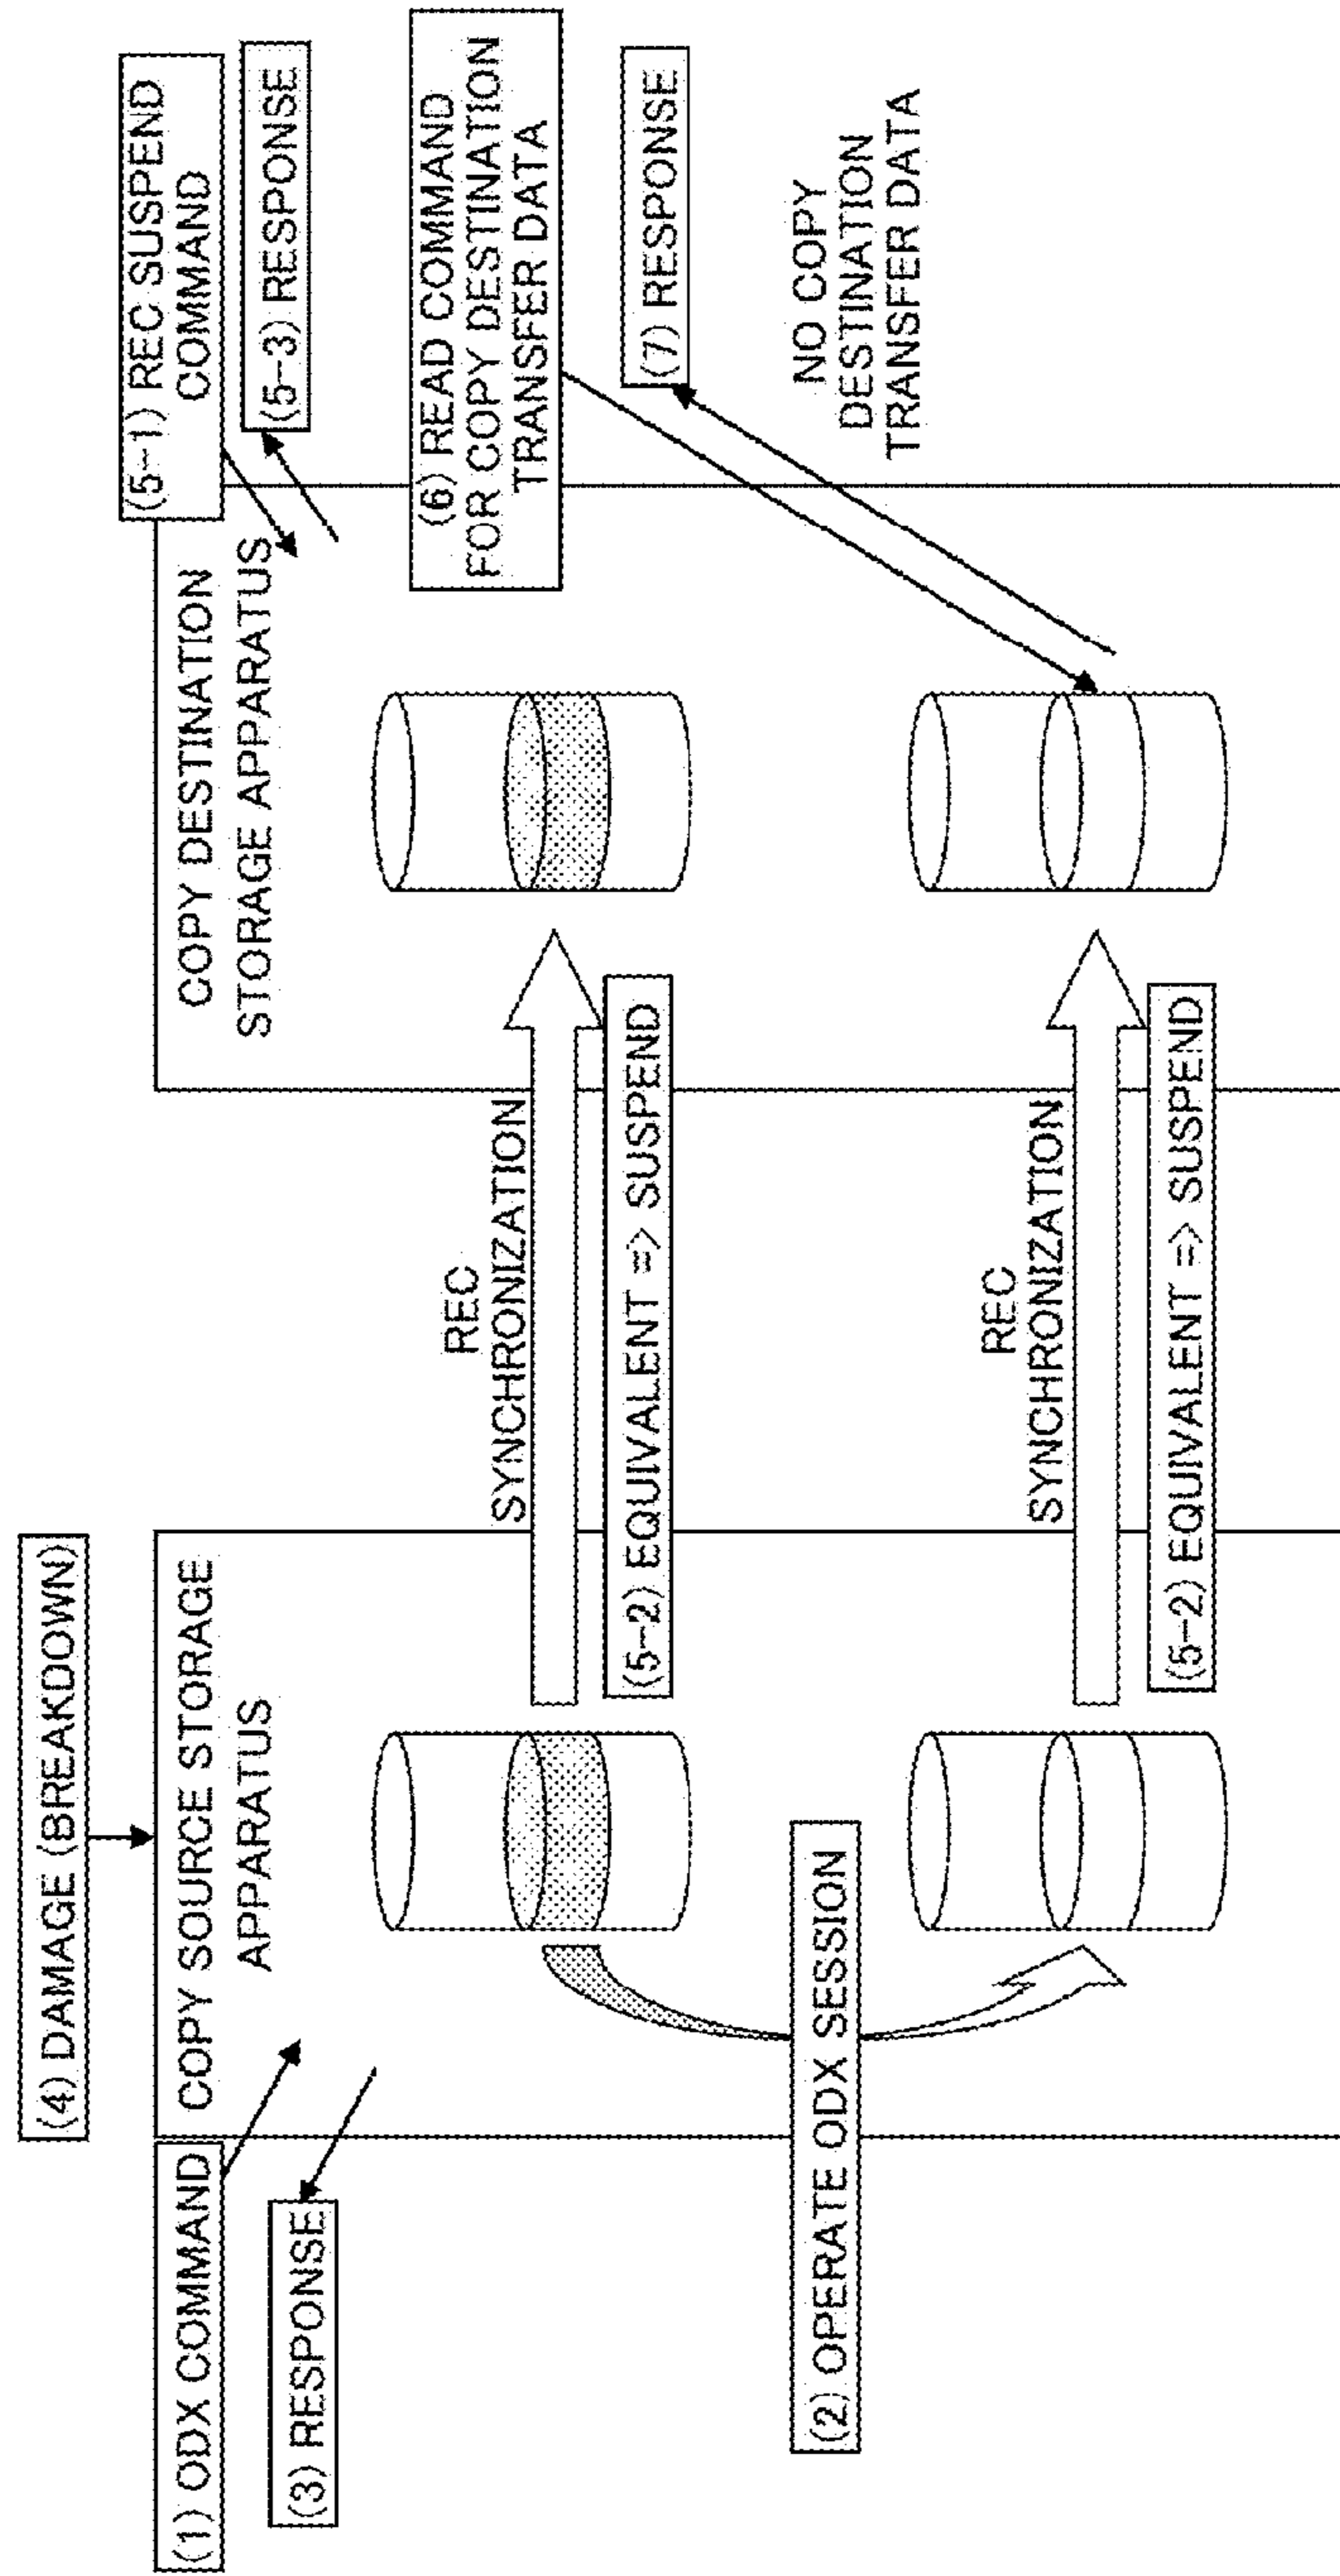 (4) DAMAGE (BREAKDOWN)
(1) ODX COMMAND
(3) RESPONSE
COPY SOURCE STORAGE
APPARATUS
(2) OPERATE ODX SESSION
REC
SYNCHRONIZATION
(5-2) EQUIVALENT => SUSPEND
REC
SYNCHRONIZATION
(5-2) EQUIVALENT => SUSPEND
COPY DESTINATION
STORAGE APPARATUS
(5-1) REC SUSPEND
COMMAND
(5-3) RESPONSE
(6) READ COMMAND
FOR COPY DESTINATION
TRANSFER DATA
(7) RESPONSE
NO COPY
DESTINATION
TRANSFER DATA